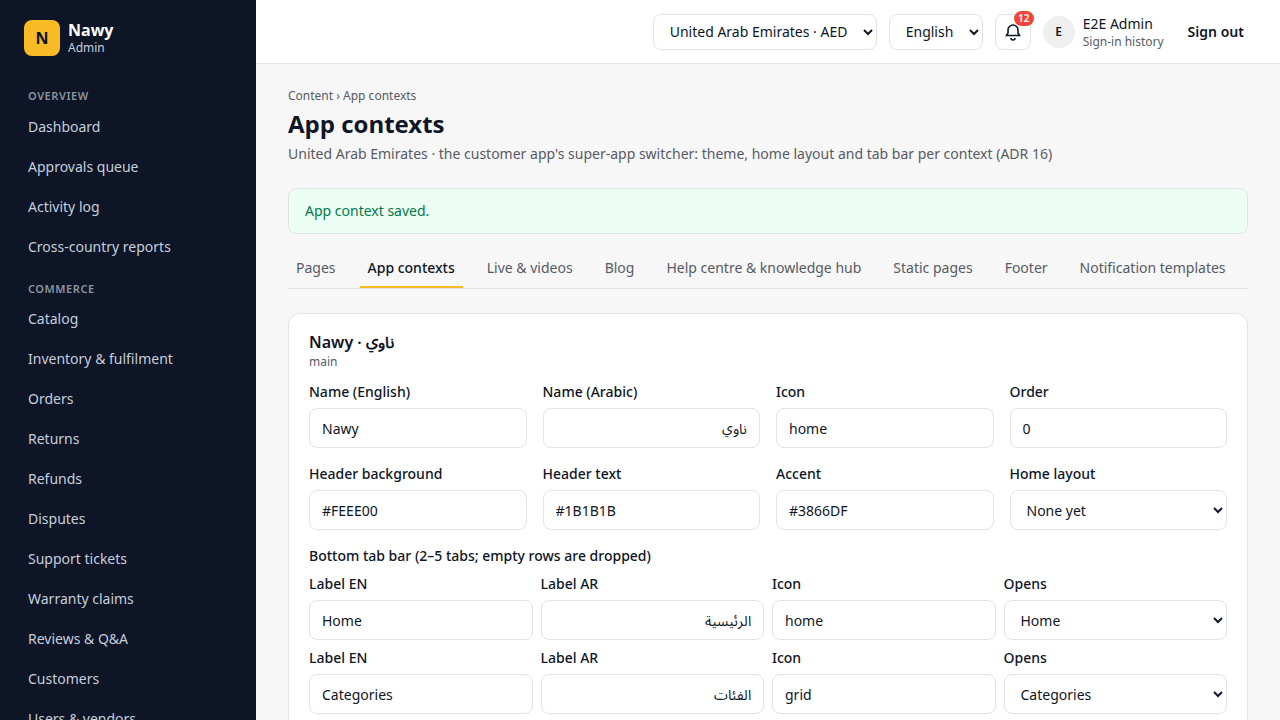 N
Nawy
Admin
OVERVIEW
Dashboard
Approvals queue
Activity log
Cross-country reports
COMMERCE
Catalog
Inventory & fulfilment
Orders
Returns
Refunds
Disputes
Support tickets
Warranty claims
Reviews & Q&A
Customers
Users & vendors
United Arab Emirates · AED
English
12
E
E2E Admin
Sign-in history
Sign out
Content › App contexts
App contexts
United Arab Emirates · the customer app's super-app switcher: theme, home layout and tab bar per context (ADR 16)
App context saved.
Pages App contexts Live & videos Blog Help centre & knowledge hub Static pages Footer Notification templates
Nawy · ناوي
main
Name (English) Name (Arabic) Icon Order
Nawy ناوي home 0
Header background Header text Accent Home layout
#FEEE00 #1B1B1B #3866DF None yet
Bottom tab bar (2–5 tabs; empty rows are dropped)
Label EN Label AR Icon Opens
Home الرئيسية home Home
Label EN Label AR Icon Opens
Categories الفئات grid Categories